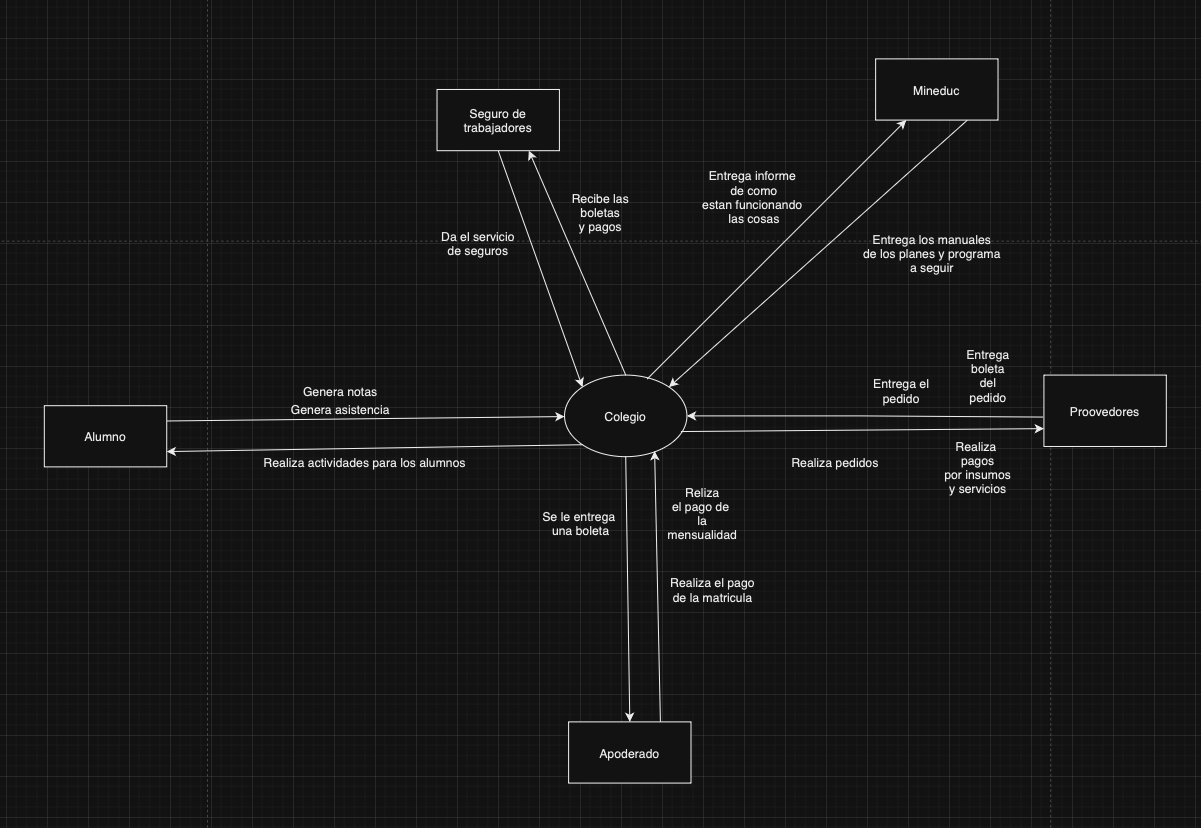 Mineduc
Seguro de
trabajadores
Entrega informe
de como
estan funcionando
las cosas
Recibe las
boletas
y pagos
Da el servicio
de seguros
Entrega los manuales
de los planes y programa
a seguir
Entrega
boleta
del
pedido
Entrega el
pedido
Genera notas
Genera asistencia
Colegio
Proovedores
Alumno
Realiza actividades para los alumnos
Realiza pedidos
Realiza
pagos
por insumos
y servicios
Se le entrega
una boleta
Reliza
el pago de
la
mensualidad
Realiza el pago
de la matricula
Apoderado